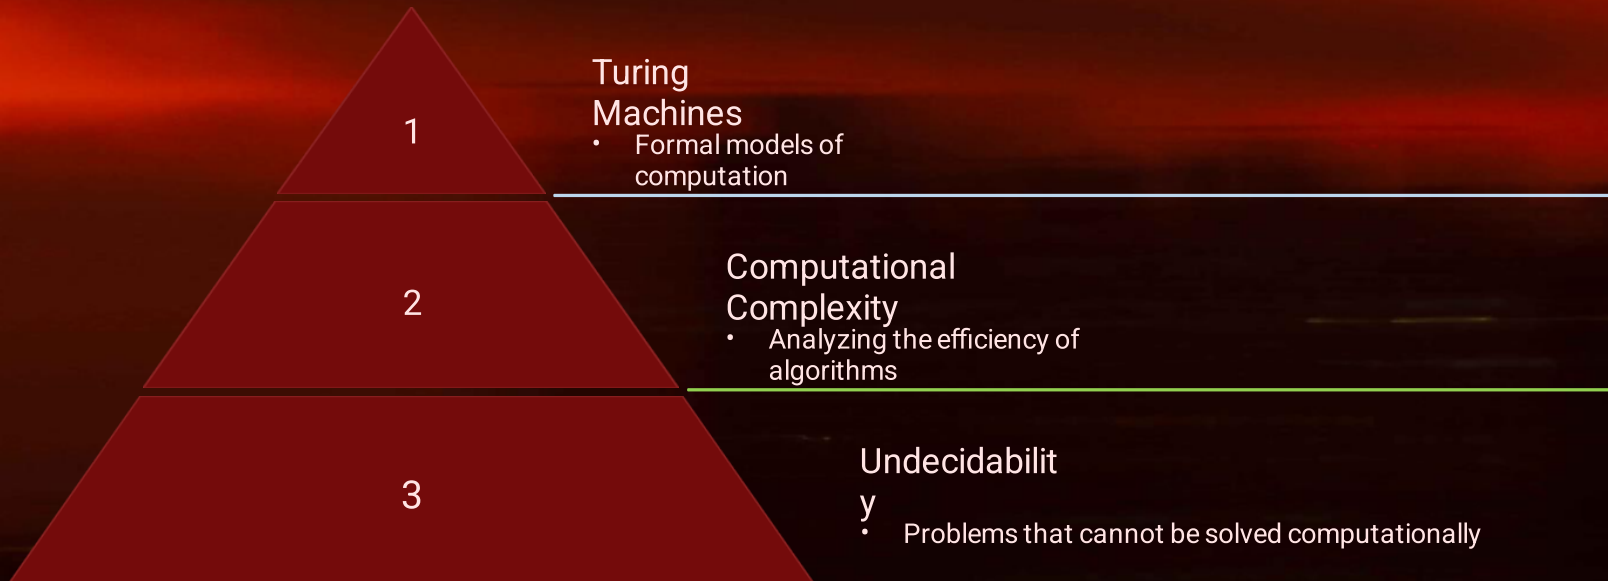 1
Turing
Machines
• Formal models of
computation
2
Computational
Complexity
• Analyzing the efficiency of
algorithms
3
Undecidabilit
y
• Problems that cannot be solved computationally